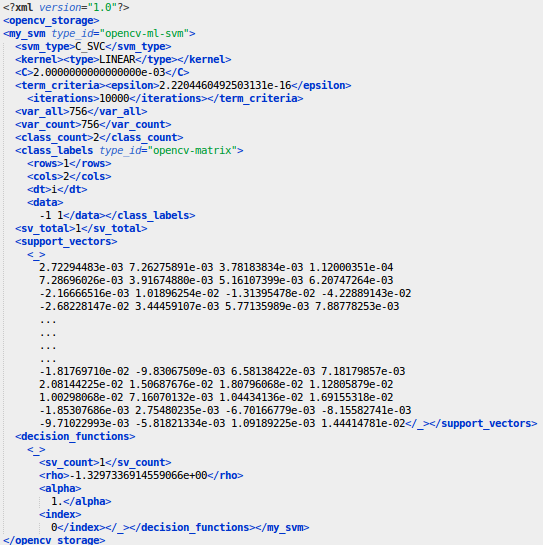 <?xml version="1.0"?>
<opencv_storage>
<my_svm type_id="opencv-ml-svm">
<svm_type>C_SVC</svm_type>
<kernel><type>LINEAR</type></kernel>
<C>2.0000000000000000e-03</C>
<term_criteria><epsilon>2.2204460492503131e-16</epsilon>
<iterations>10000</iterations></term_criteria>
<var_all>756</var_all>
<var_count>756</var_count>
<class_count>2</class_count>
<class_labels type_id="opencv-matrix">
<rows>1</rows>
<cols>2</cols>
<dt>i</dt>
<data>
-1 1</data></class_labels>
<sv_total>1</sv_total>
<support_vectors>
<_>
2.72294483e-03 7.26275891e-03 3.78183834e-03 1.12000351e-04
7.28696026e-03 3.91674880e-03 5.16107399e-03 6.20747264e-03
-2.16666516e-03 1.01896254e-02 -1.31395478e-02 -4.22889143e-02
-2.68228147e-02 3.44459107e-03 5.77135989e-03 7.88778253e-03
...
...
...
...
-1.81769710e-02 -9.83067509e-03 6.58138422e-03 7.18179857e-03
2.08144225e-02 1.50687676e-02 1.80796068e-02 1.12805879e-02
1.00298068e-02 7.16070132e-03 1.04434136e-02 1.69155318e-02
-1.85307686e-03 2.75480235e-03 -6.70166779e-03 -8.15582741e-03
-9.71022993e-03 -5.81821334e-03 1.09189225e-03 1.44414781e-02</_></support_vectors>
<decision_functions>
<_>
<sv_count>1</sv_count>
<rho>-1.3297336914559066e+00</rho>
<alpha>
1.</alpha>
<index>
0</index></_></decision_functions></my_svm>
</opencv_storage>